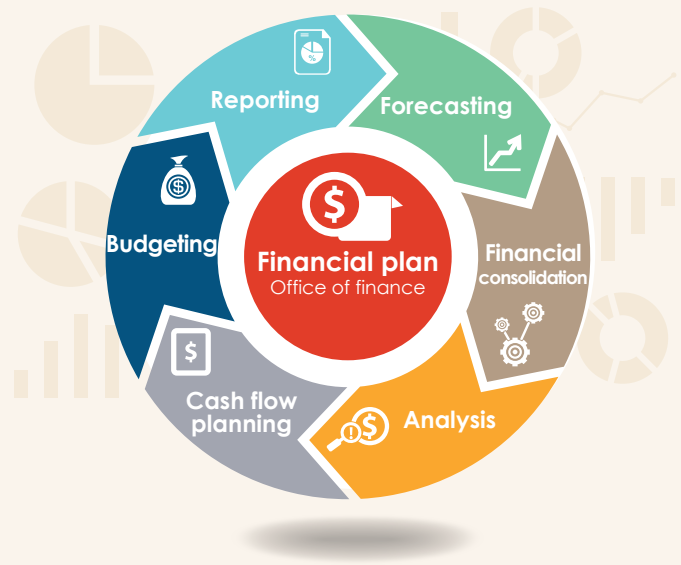 Reporting
Forecasting
%
Budgeting
$
$
Financial plan
Office of finance
Financial
consolidation
$
Cash flow
planning
Analysis
$
!